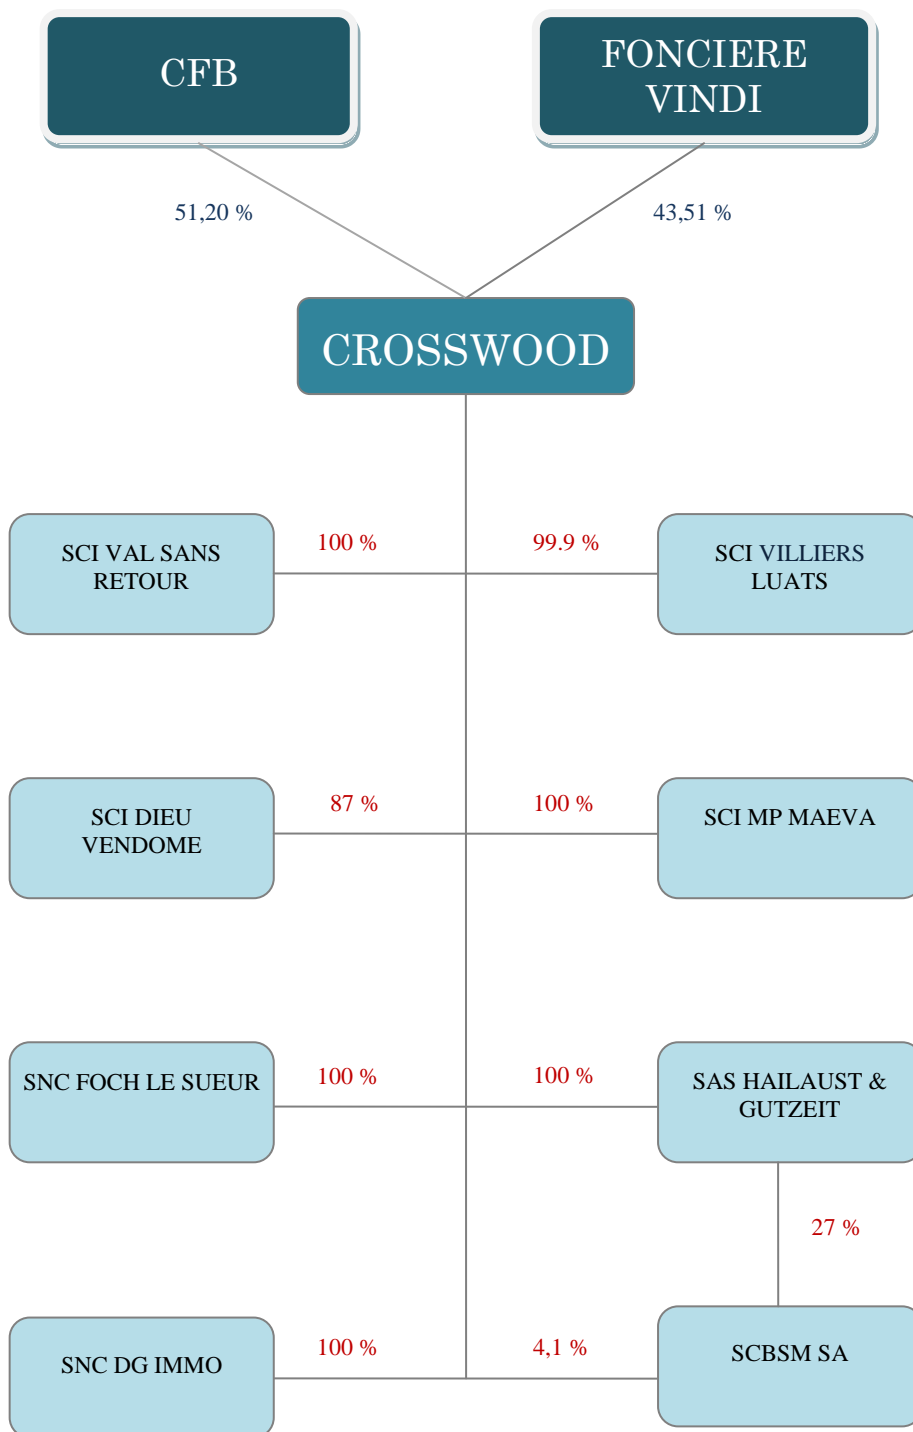 CFB
FONCIERE
VINDI
51,20 %
43,51 %
CROSSWOOD
SCI VAL SANS
RETOUR
100 %
99.9 %
SCI VILLIERS
LUATS
SCI DIEU
VENDOME
87 %
100 %
SCI MP MAEVA
SNC FOCH LE SUEUR
100 %
100 %
SAS HAILAUST &
GUTZEIT
27 %
SNC DG IMMO
100 %
4,1 %
SCBSM SA